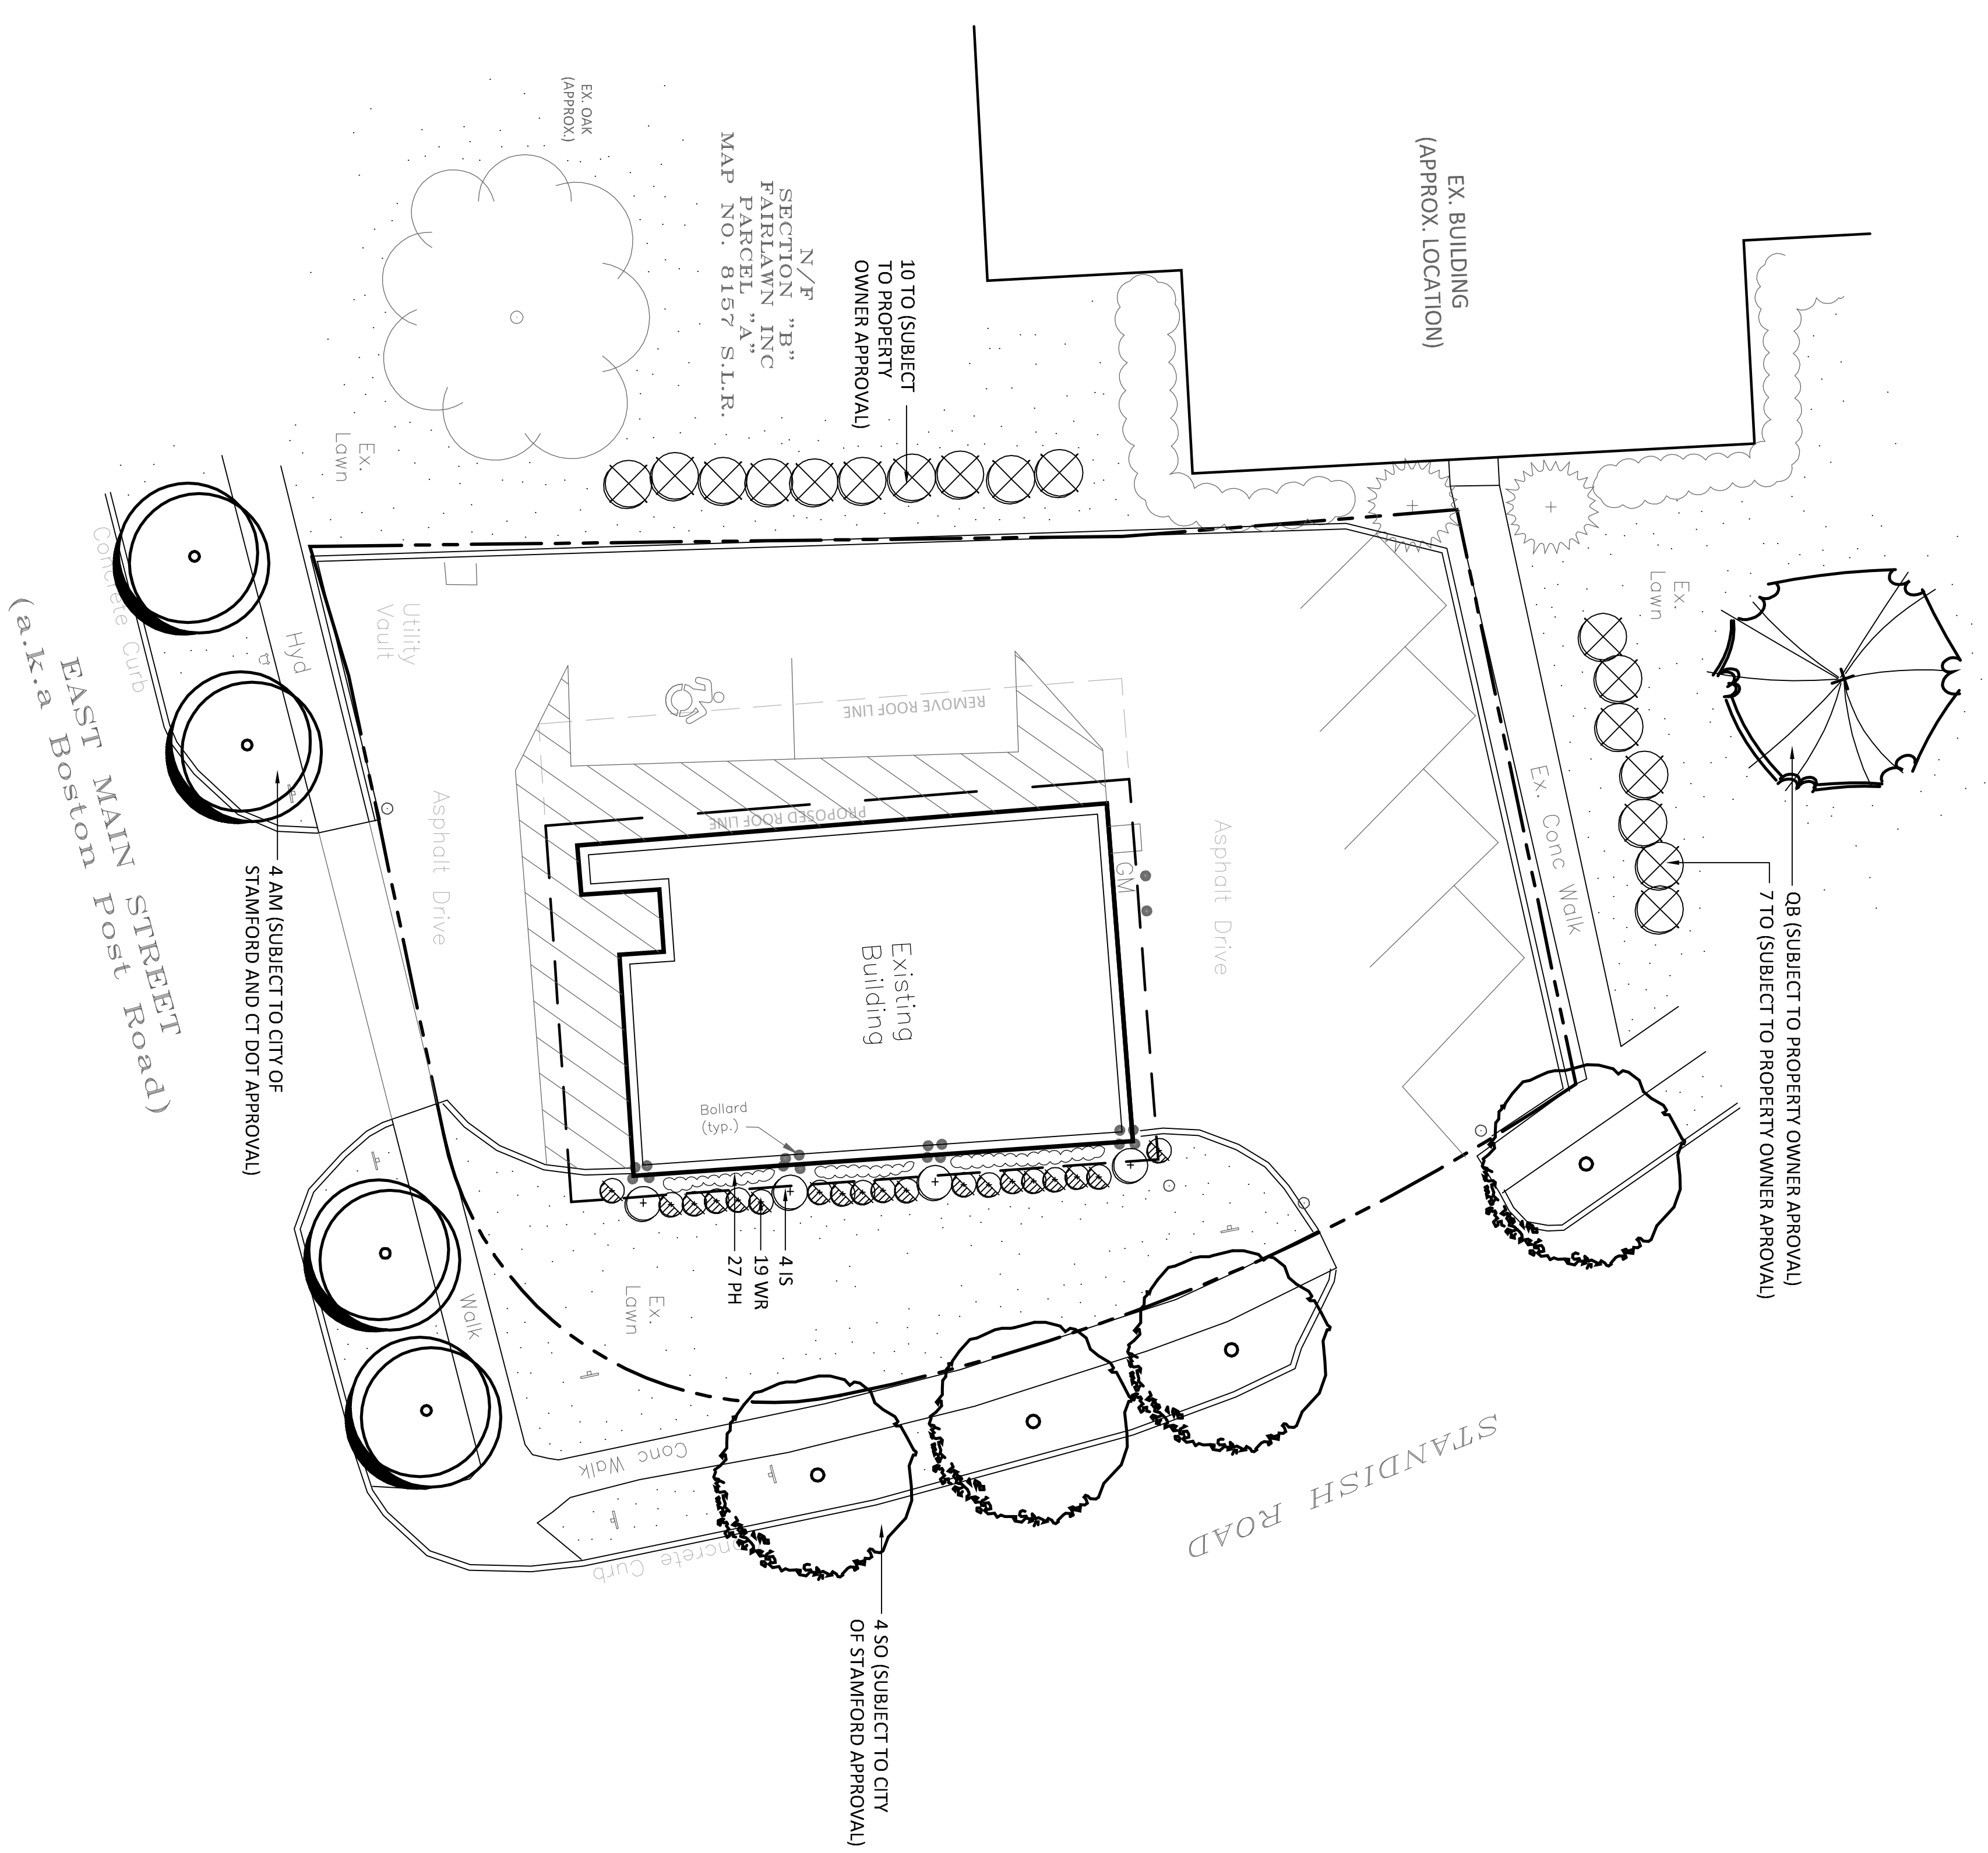 EX. OAK
(APPROX.)
N/F
SECTION "B"
FAIRLAWN INC
PARCEL "A"
MAP NO. 8157 S.L.R.
10 TO (SUBJECT
TO PROPERTY
OWNER APPROVAL)
EX. BUILDING
(APPROX. LOCATION)
Ex.
Lawn
Ex.
Lawn
Concrete Curb
Hyd
Utility
Vault
REMOVE ROOF LINE
PROPOSED ROOF LINE
Asphalt Drive
Asphalt Drive
GM
Ex. Conc Walk
Existing
Building
Bollard
(typ.)
EAST MAIN STREET
(a.k.a Boston Post Road)
4 AM (SUBJECT TO CITY OF
STAMFORD AND CT DOT APPROVAL)
QB (SUBJECT TO PROPERTY OWNER APROVAL)
7 TO (SUBJECT TO PROPERTY OWNER APROVAL)
4 IS
19 WR
27 PH
Ex.
Lawn
Walk
Conc Walk
Concrete Curb
STANDISH ROAD
4 SO (SUBJECT TO CITY
OF STAMFORD APPROVAL)